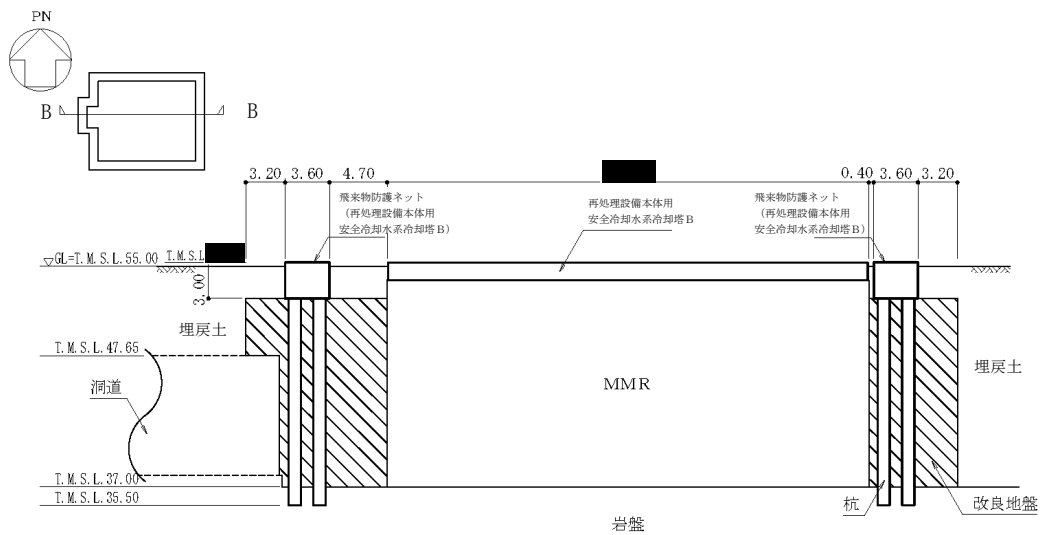 PN
B
B
3.20
3.60
4.70
0.40
3.60
3.20
飛来物防護ネット
（再処理設備本体用
安全冷却水系冷却塔B）
再処理設備本体用
安全冷却水系冷却塔B
飛来物防護ネット
（再処理設備本体用
安全冷却水系冷却塔B）
GL=T.M.S.L.55.00
T.M.S.L
3.00
埋戻土
T.M.S.L.47.65
洞道
MMR
埋戻土
T.M.S.L.37.00
T.M.S.L.35.50
杭
改良地盤
岩盤